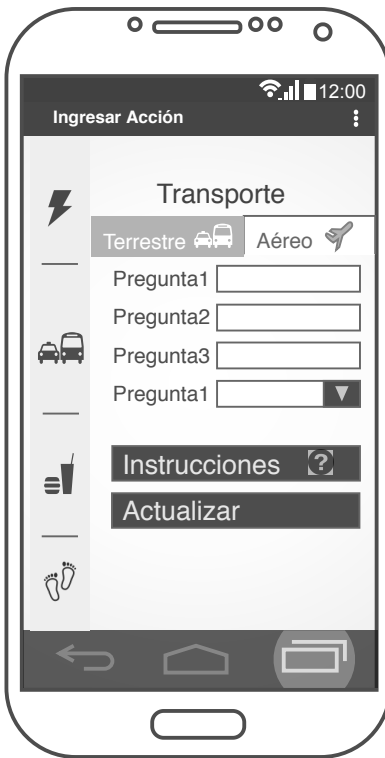 12:00
Ingresar Acción
Transporte
Terrestre Aéreo
Pregunta1
Pregunta2
Pregunta3
Pregunta1
Instrucciones ?
Actualizar